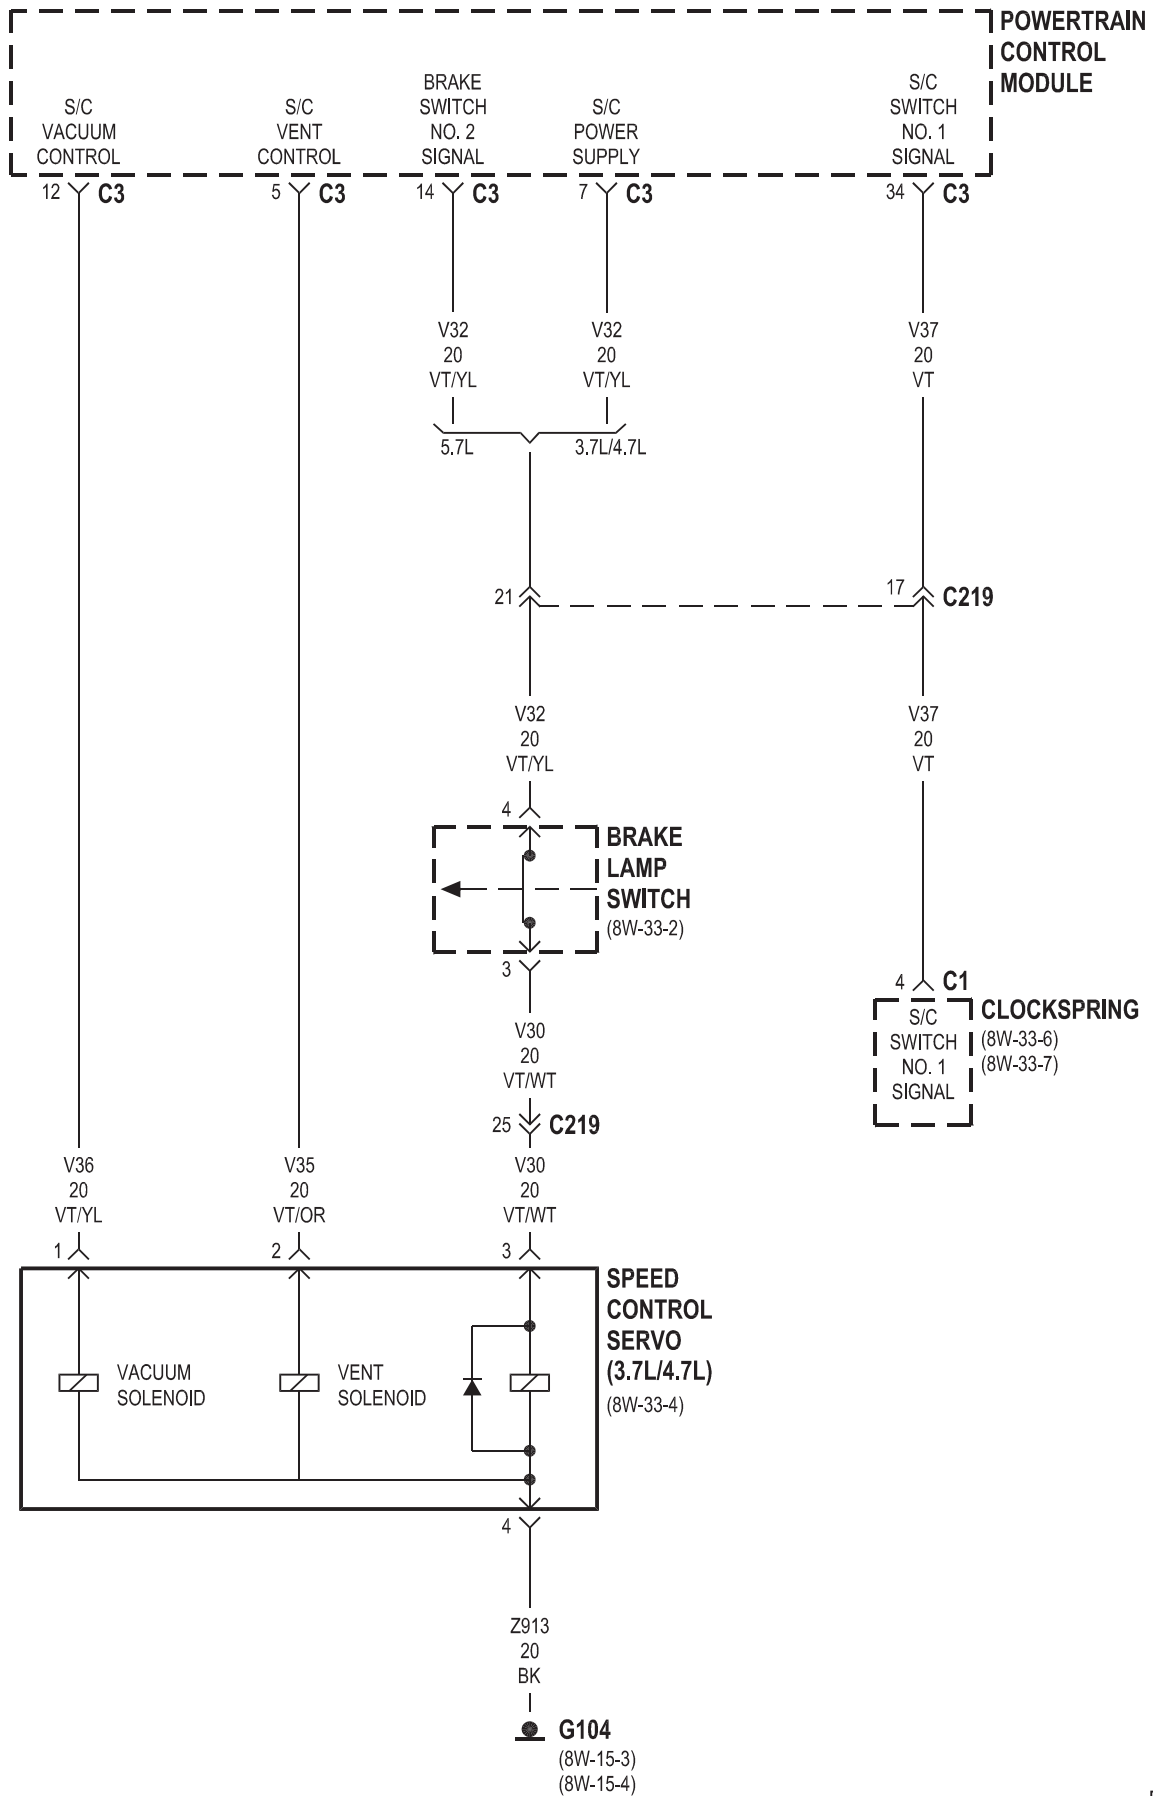 POWERTRAIN
CONTROL
MODULE
S/C
VACUUM
CONTROL
S/C
VENT
CONTROL
BRAKE
SWITCH
NO. 2
SIGNAL
S/C
POWER
SUPPLY
S/C
SWITCH
NO. 1
SIGNAL
12 C3
5 C3
14 C3
7 C3
34 C3
V32
20
VT/YL
V32
20
VT/YL
V37
20
VT
5.7L
3.7L/4.7L
21
17 C219
V32
20
VT/YL
V37
20
VT
4
BRAKE
LAMP
SWITCH
(8W-33-2)
3
4 C1
S/C
SWITCH
NO. 1
SIGNAL
CLOCKSPRING
(8W-33-6)
(8W-33-7)
V30
20
VT/WT
25 C219
V36
20
VT/YL
V35
20
VT/OR
V30
20
VT/WT
1
2
3
SPEED
CONTROL
SERVO
(3.7L/4.7L)
(8W-33-4)
VACUUM
SOLENOID
VENT
SOLENOID
4
Z913
20
BK
G104
(8W-15-3)
(8W-15-4)